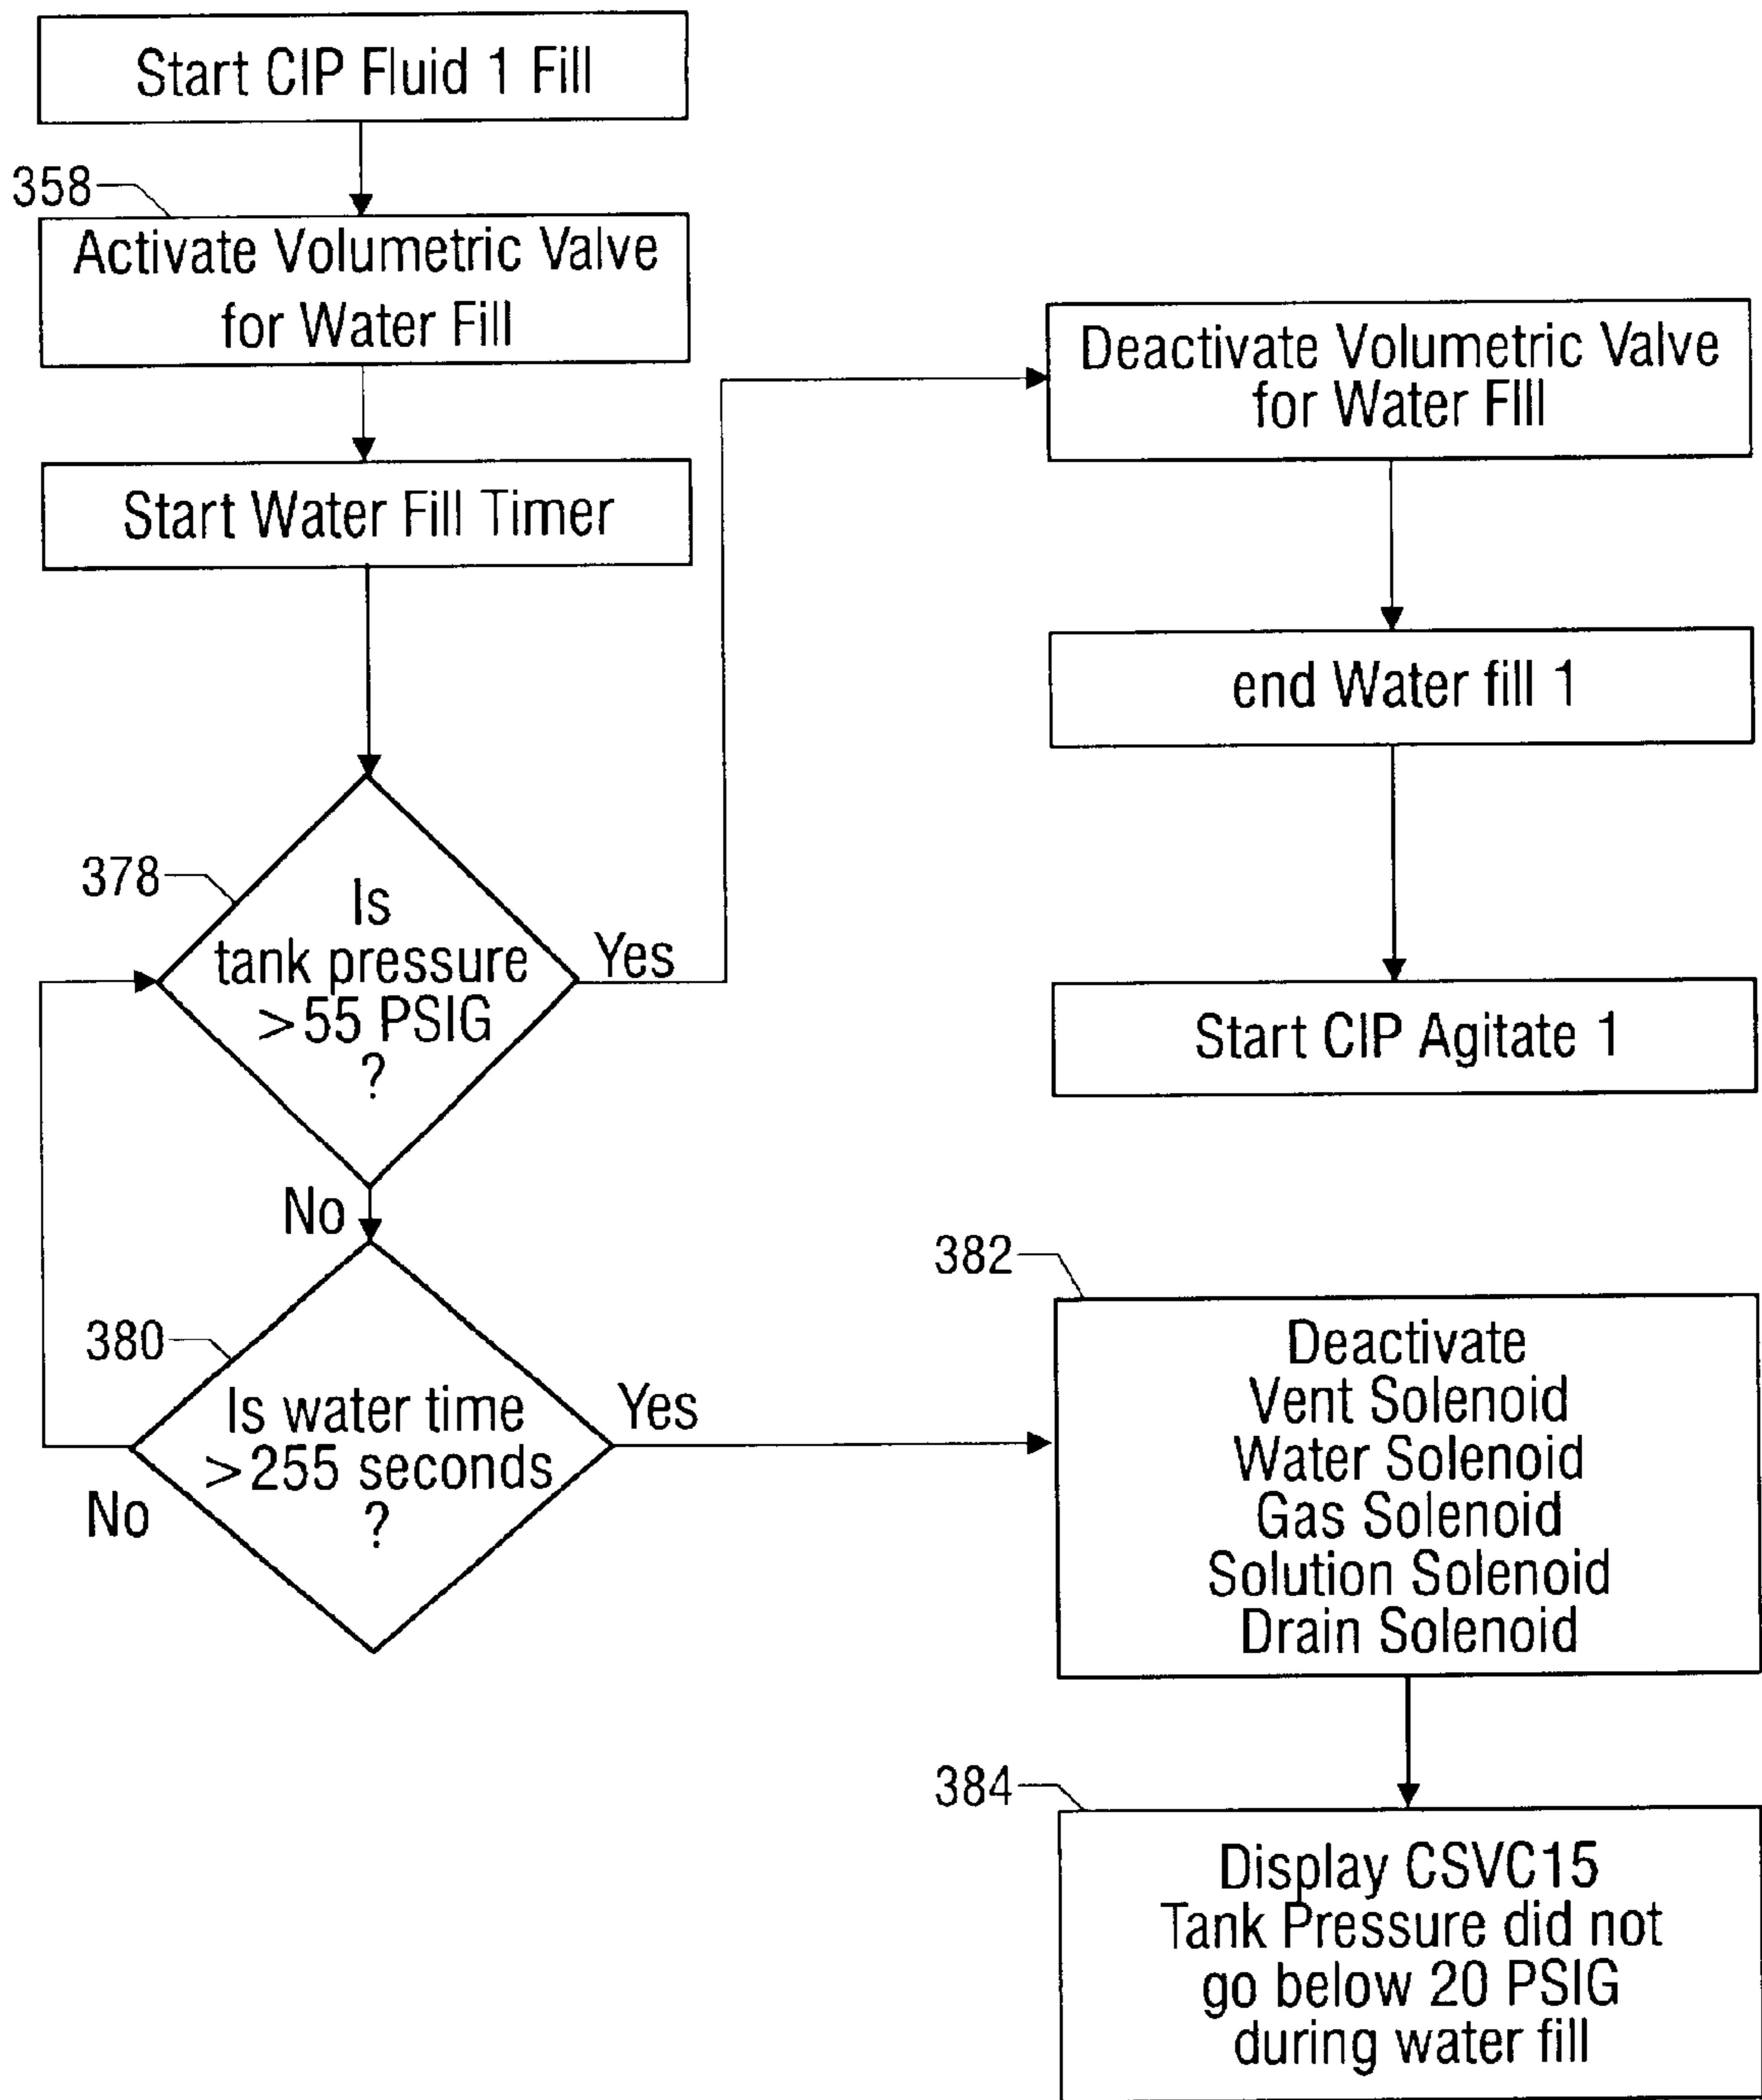 Start CIP Fluid 1 Fill
358
Activate Volumetric Valve
for Water Fill
Start Water Fill Timer
378
Is
tank pressure
>55 PSIG
?
Yes
No
380
Is water time
>255 seconds
?
Yes
No
Deactivate Volumetric Valve
for Water FIll
end Water fill 1
Start CIP Agitate 1
382
Deactivate
Vent Solenoid
Water Solenoid
Gas Solenoid
Solution Solenoid
Drain Solenoid
384
Display CSVC15
Tank Pressure did not
go below 20 PSIG
during water fill